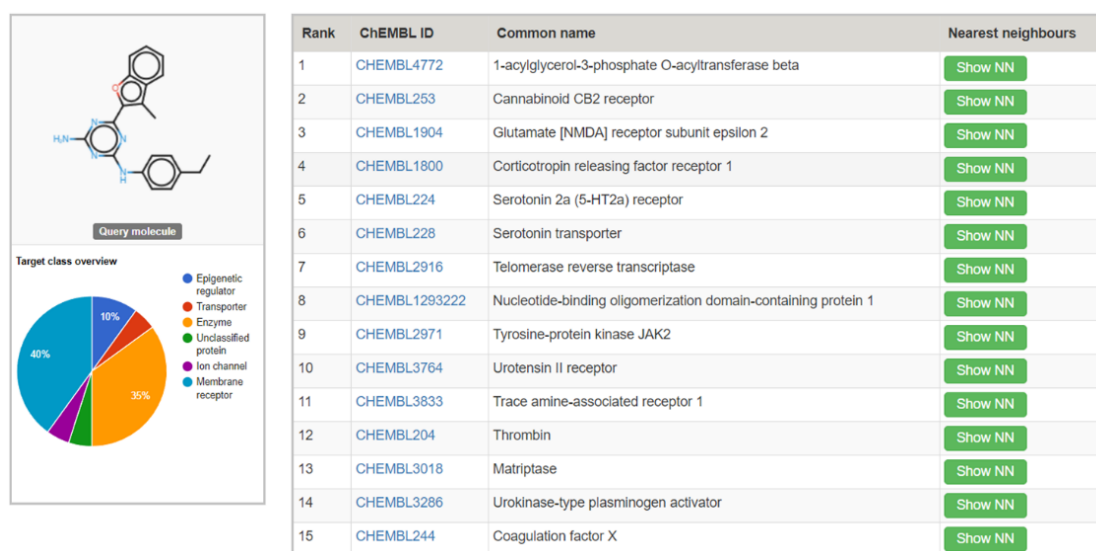 O
N
N
N
H₂N
N
H
Query molecule
Target class overview
10%
40%
35%
Epigenetic
regulator
Transporter
Enzyme
Unclassified
protein
Ion channel
Membrane
receptor
Rank ChEMBL ID Common name Nearest neighbours
1 CHEMBL4772 1-acylglycerol-3-phosphate O-acyltransferase beta Show NN
2 CHEMBL253 Cannabinoid CB2 receptor Show NN
3 CHEMBL1904 Glutamate [NMDA] receptor subunit epsilon 2 Show NN
4 CHEMBL1800 Corticotropin releasing factor receptor 1 Show NN
5 CHEMBL224 Serotonin 2a (5-HT2a) receptor Show NN
6 CHEMBL228 Serotonin transporter Show NN
7 CHEMBL2916 Telomerase reverse transcriptase Show NN
8 CHEMBL1293222 Nucleotide-binding oligomerization domain-containing protein 1 Show NN
9 CHEMBL2971 Tyrosine-protein kinase JAK2 Show NN
10 CHEMBL3764 Urotensin II receptor Show NN
11 CHEMBL3833 Trace amine-associated receptor 1 Show NN
12 CHEMBL204 Thrombin Show NN
13 CHEMBL3018 Matriptase Show NN
14 CHEMBL3286 Urokinase-type plasminogen activator Show NN
15 CHEMBL244 Coagulation factor X Show NN